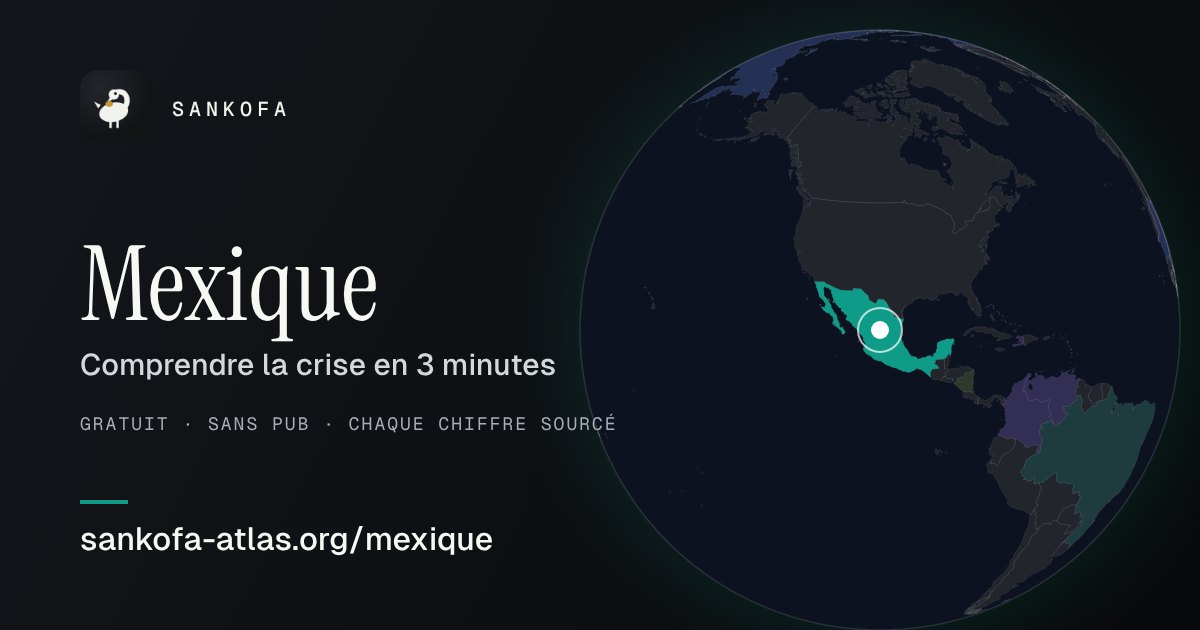 SANKOFA
Mexique
Comprendre la crise en 3 minutes
GRATUIT · SANS PUB · CHAQUE CHIFFRE SOURCÉ
sankofa-atlas.org/mexique